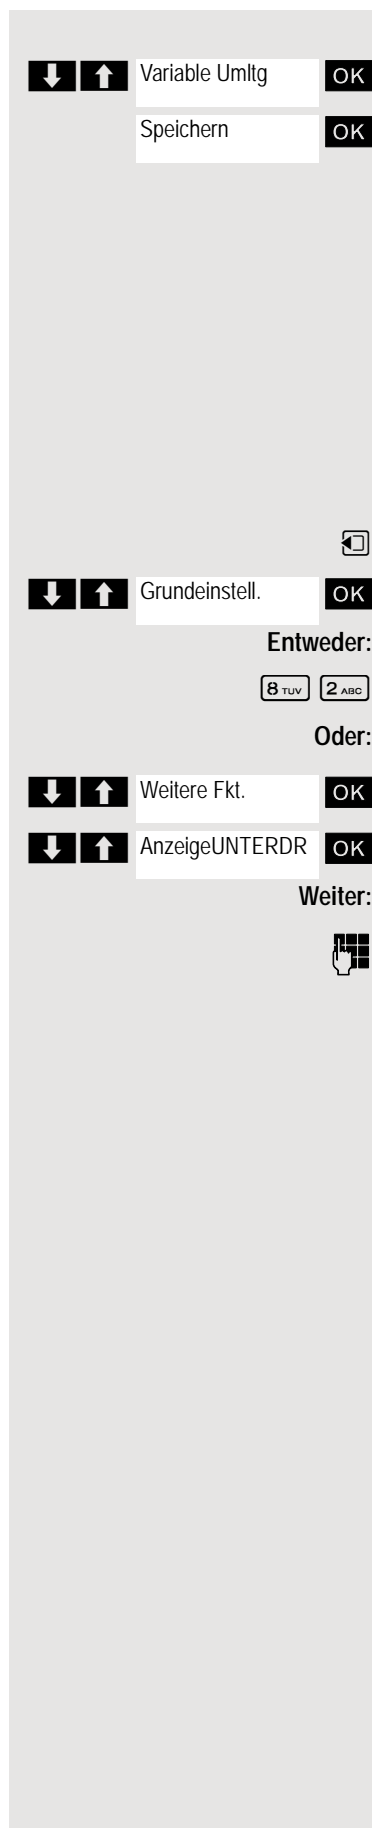 Variable Umltg OK
Speichern OK
Grundeinstell. OK
Entweder:
8 TUV 2 ABC
Oder:
Weitere Fkt. OK
AnzeigeUNTERDR OK
Weiter: